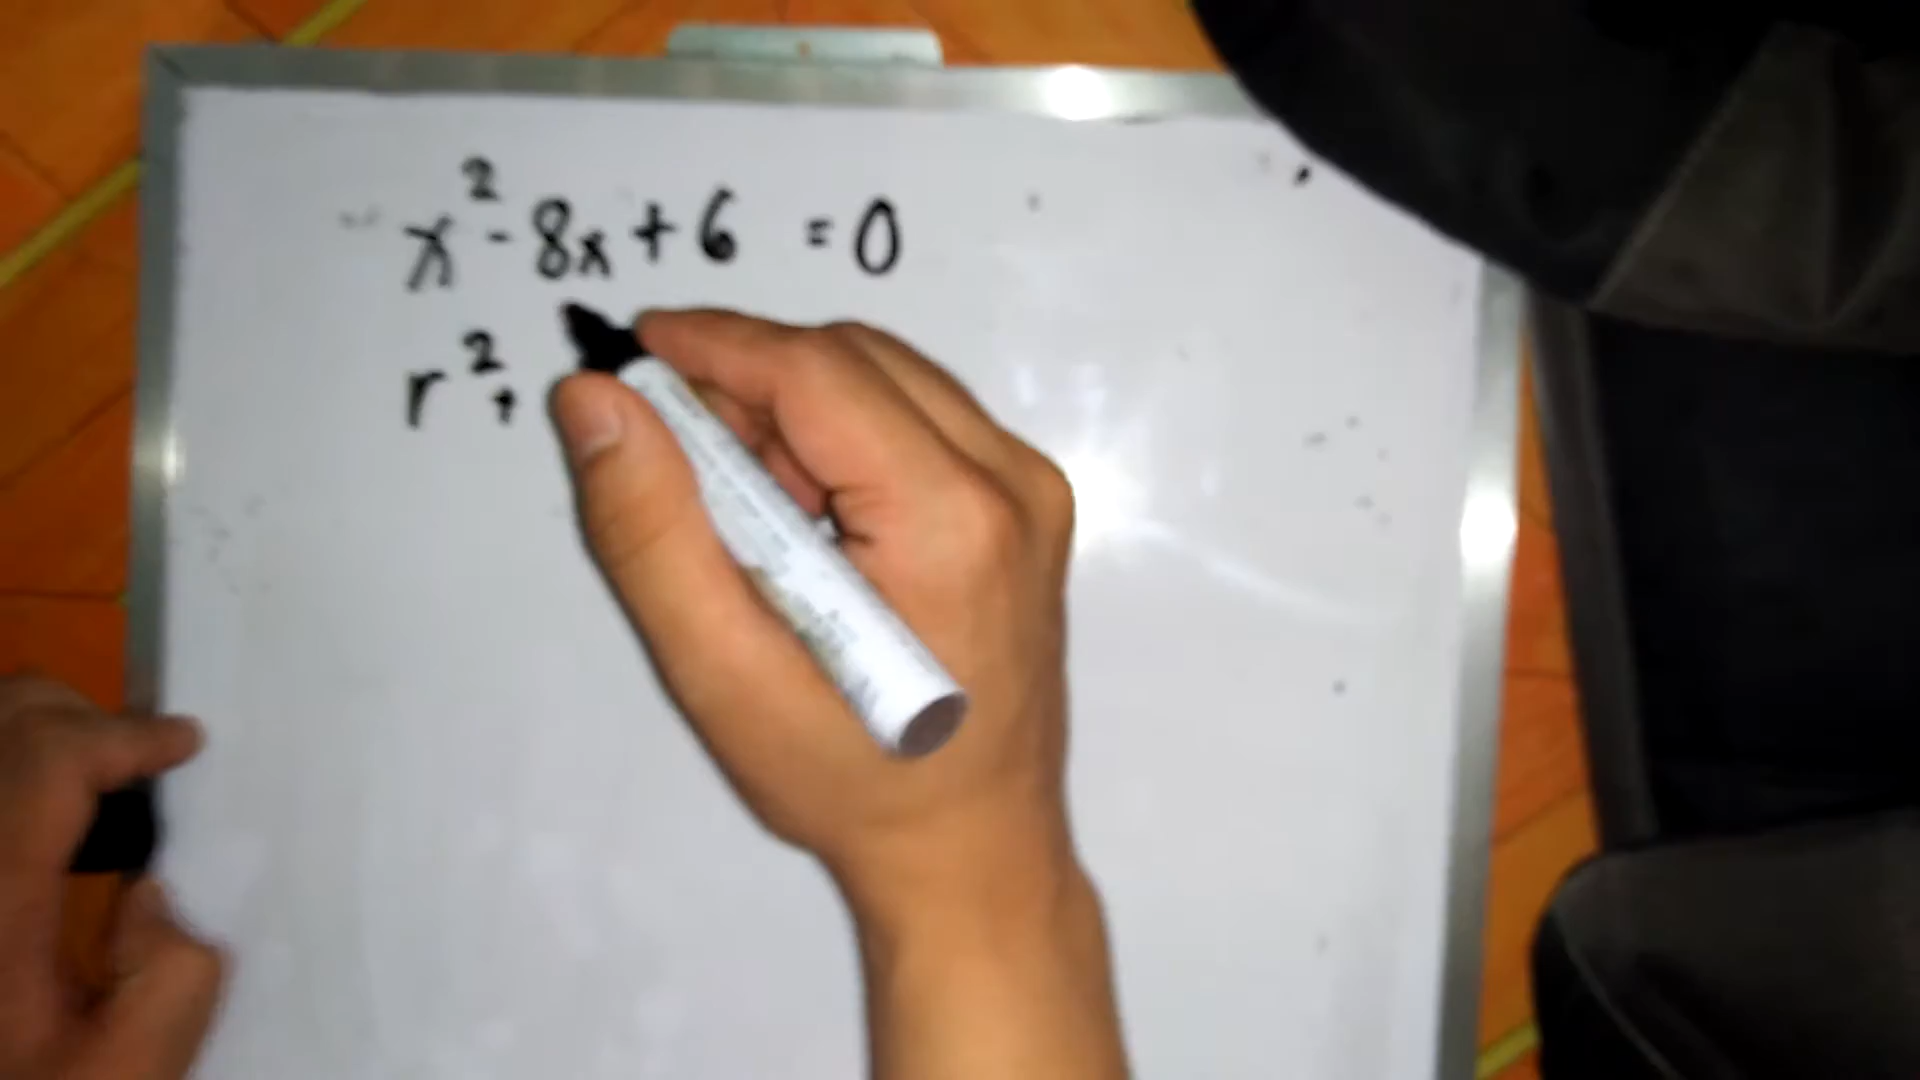 x² - 8x + 6 = 0
r² +